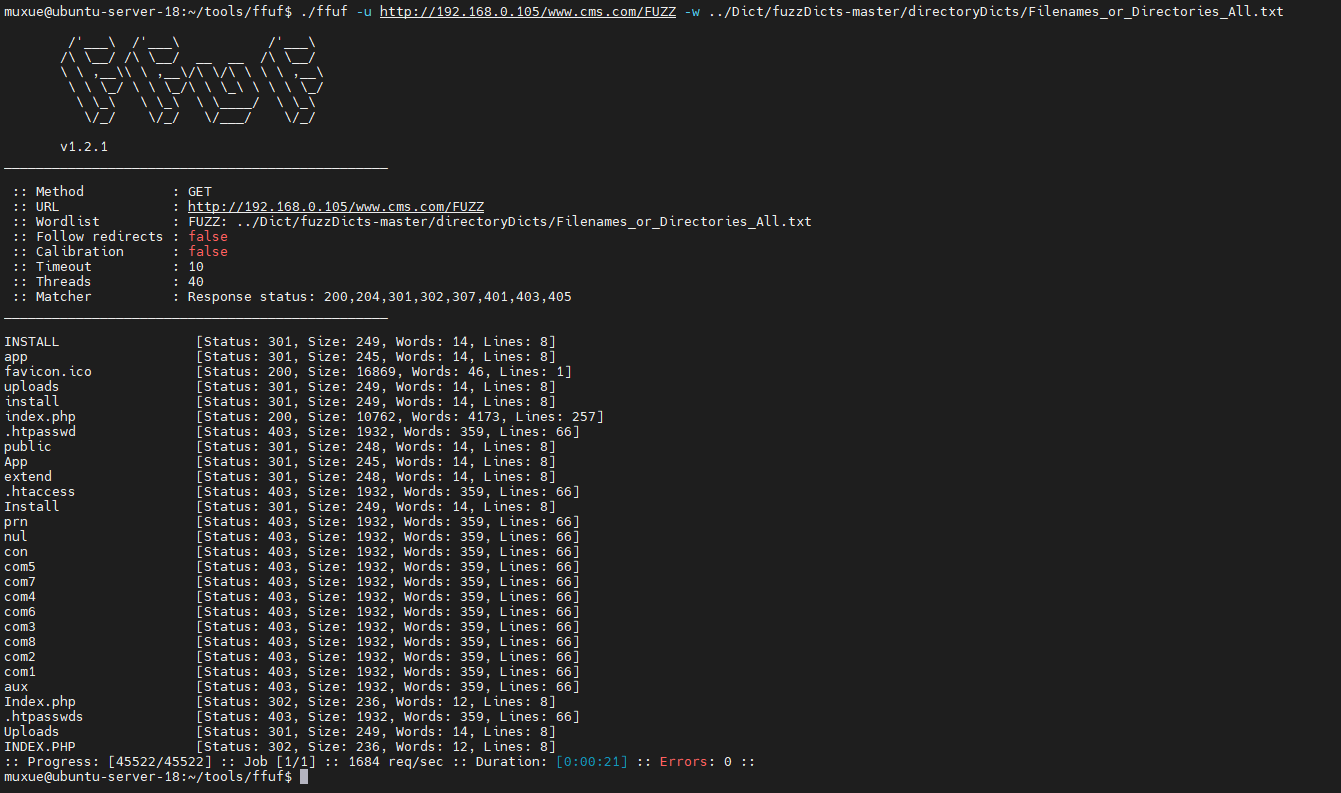 muxue@ubuntu-server-18:~/tools/ffuf$ ./ffuf -u http://192.168.0.105/www.cms.com/FUZZ -w ../Dict/fuzzDicts-master/directoryDicts/Filenames_or_Directories_All.txt
        /'___\  /'___\           /'___\
       /\ \__/ /\ \__/  __  __  /\ \__/
       \ \ ,__\\ \ ,__\/\ \/\ \ \ \ ,__\
        \ \ \_/ \ \ \_/\ \ \_\ \ \ \ \_/
         \ \_\   \ \_\  \ \____/  \ \_\
          \/_/    \/_/   \/___/    \/_/
       v1.2.1
________________________________________________
 :: Method           : GET
 :: URL              : http://192.168.0.105/www.cms.com/FUZZ
 :: Wordlist         : FUZZ: ../Dict/fuzzDicts-master/directoryDicts/Filenames_or_Directories_All.txt
 :: Follow redirects : false
 :: Calibration      : false
 :: Timeout          : 10
 :: Threads          : 40
 :: Matcher          : Response status: 200,204,301,302,307,401,403,405
________________________________________________
INSTALL                 [Status: 301, Size: 249, Words: 14, Lines: 8]
app                     [Status: 301, Size: 245, Words: 14, Lines: 8]
favicon.ico             [Status: 200, Size: 16869, Words: 46, Lines: 1]
uploads                 [Status: 301, Size: 249, Words: 14, Lines: 8]
install                 [Status: 301, Size: 249, Words: 14, Lines: 8]
index.php               [Status: 200, Size: 10762, Words: 4173, Lines: 257]
.htpasswd               [Status: 403, Size: 1932, Words: 359, Lines: 66]
public                  [Status: 301, Size: 248, Words: 14, Lines: 8]
App                     [Status: 301, Size: 245, Words: 14, Lines: 8]
extend                  [Status: 301, Size: 248, Words: 14, Lines: 8]
.htaccess               [Status: 403, Size: 1932, Words: 359, Lines: 66]
Install                 [Status: 301, Size: 249, Words: 14, Lines: 8]
prn                     [Status: 403, Size: 1932, Words: 359, Lines: 66]
nul                     [Status: 403, Size: 1932, Words: 359, Lines: 66]
con                     [Status: 403, Size: 1932, Words: 359, Lines: 66]
com5                    [Status: 403, Size: 1932, Words: 359, Lines: 66]
com7                    [Status: 403, Size: 1932, Words: 359, Lines: 66]
com4                    [Status: 403, Size: 1932, Words: 359, Lines: 66]
com6                    [Status: 403, Size: 1932, Words: 359, Lines: 66]
com3                    [Status: 403, Size: 1932, Words: 359, Lines: 66]
com8                    [Status: 403, Size: 1932, Words: 359, Lines: 66]
com2                    [Status: 403, Size: 1932, Words: 359, Lines: 66]
com1                    [Status: 403, Size: 1932, Words: 359, Lines: 66]
aux                     [Status: 403, Size: 1932, Words: 359, Lines: 66]
Index.php               [Status: 302, Size: 236, Words: 12, Lines: 8]
.htpasswds              [Status: 403, Size: 1932, Words: 359, Lines: 66]
Uploads                 [Status: 301, Size: 249, Words: 14, Lines: 8]
INDEX.PHP               [Status: 302, Size: 236, Words: 12, Lines: 8]
:: Progress: [45522/45522] :: Job [1/1] :: 1684 req/sec :: Duration: [0:00:21] :: Errors: 0 ::
muxue@ubuntu-server-18:~/tools/ffuf$